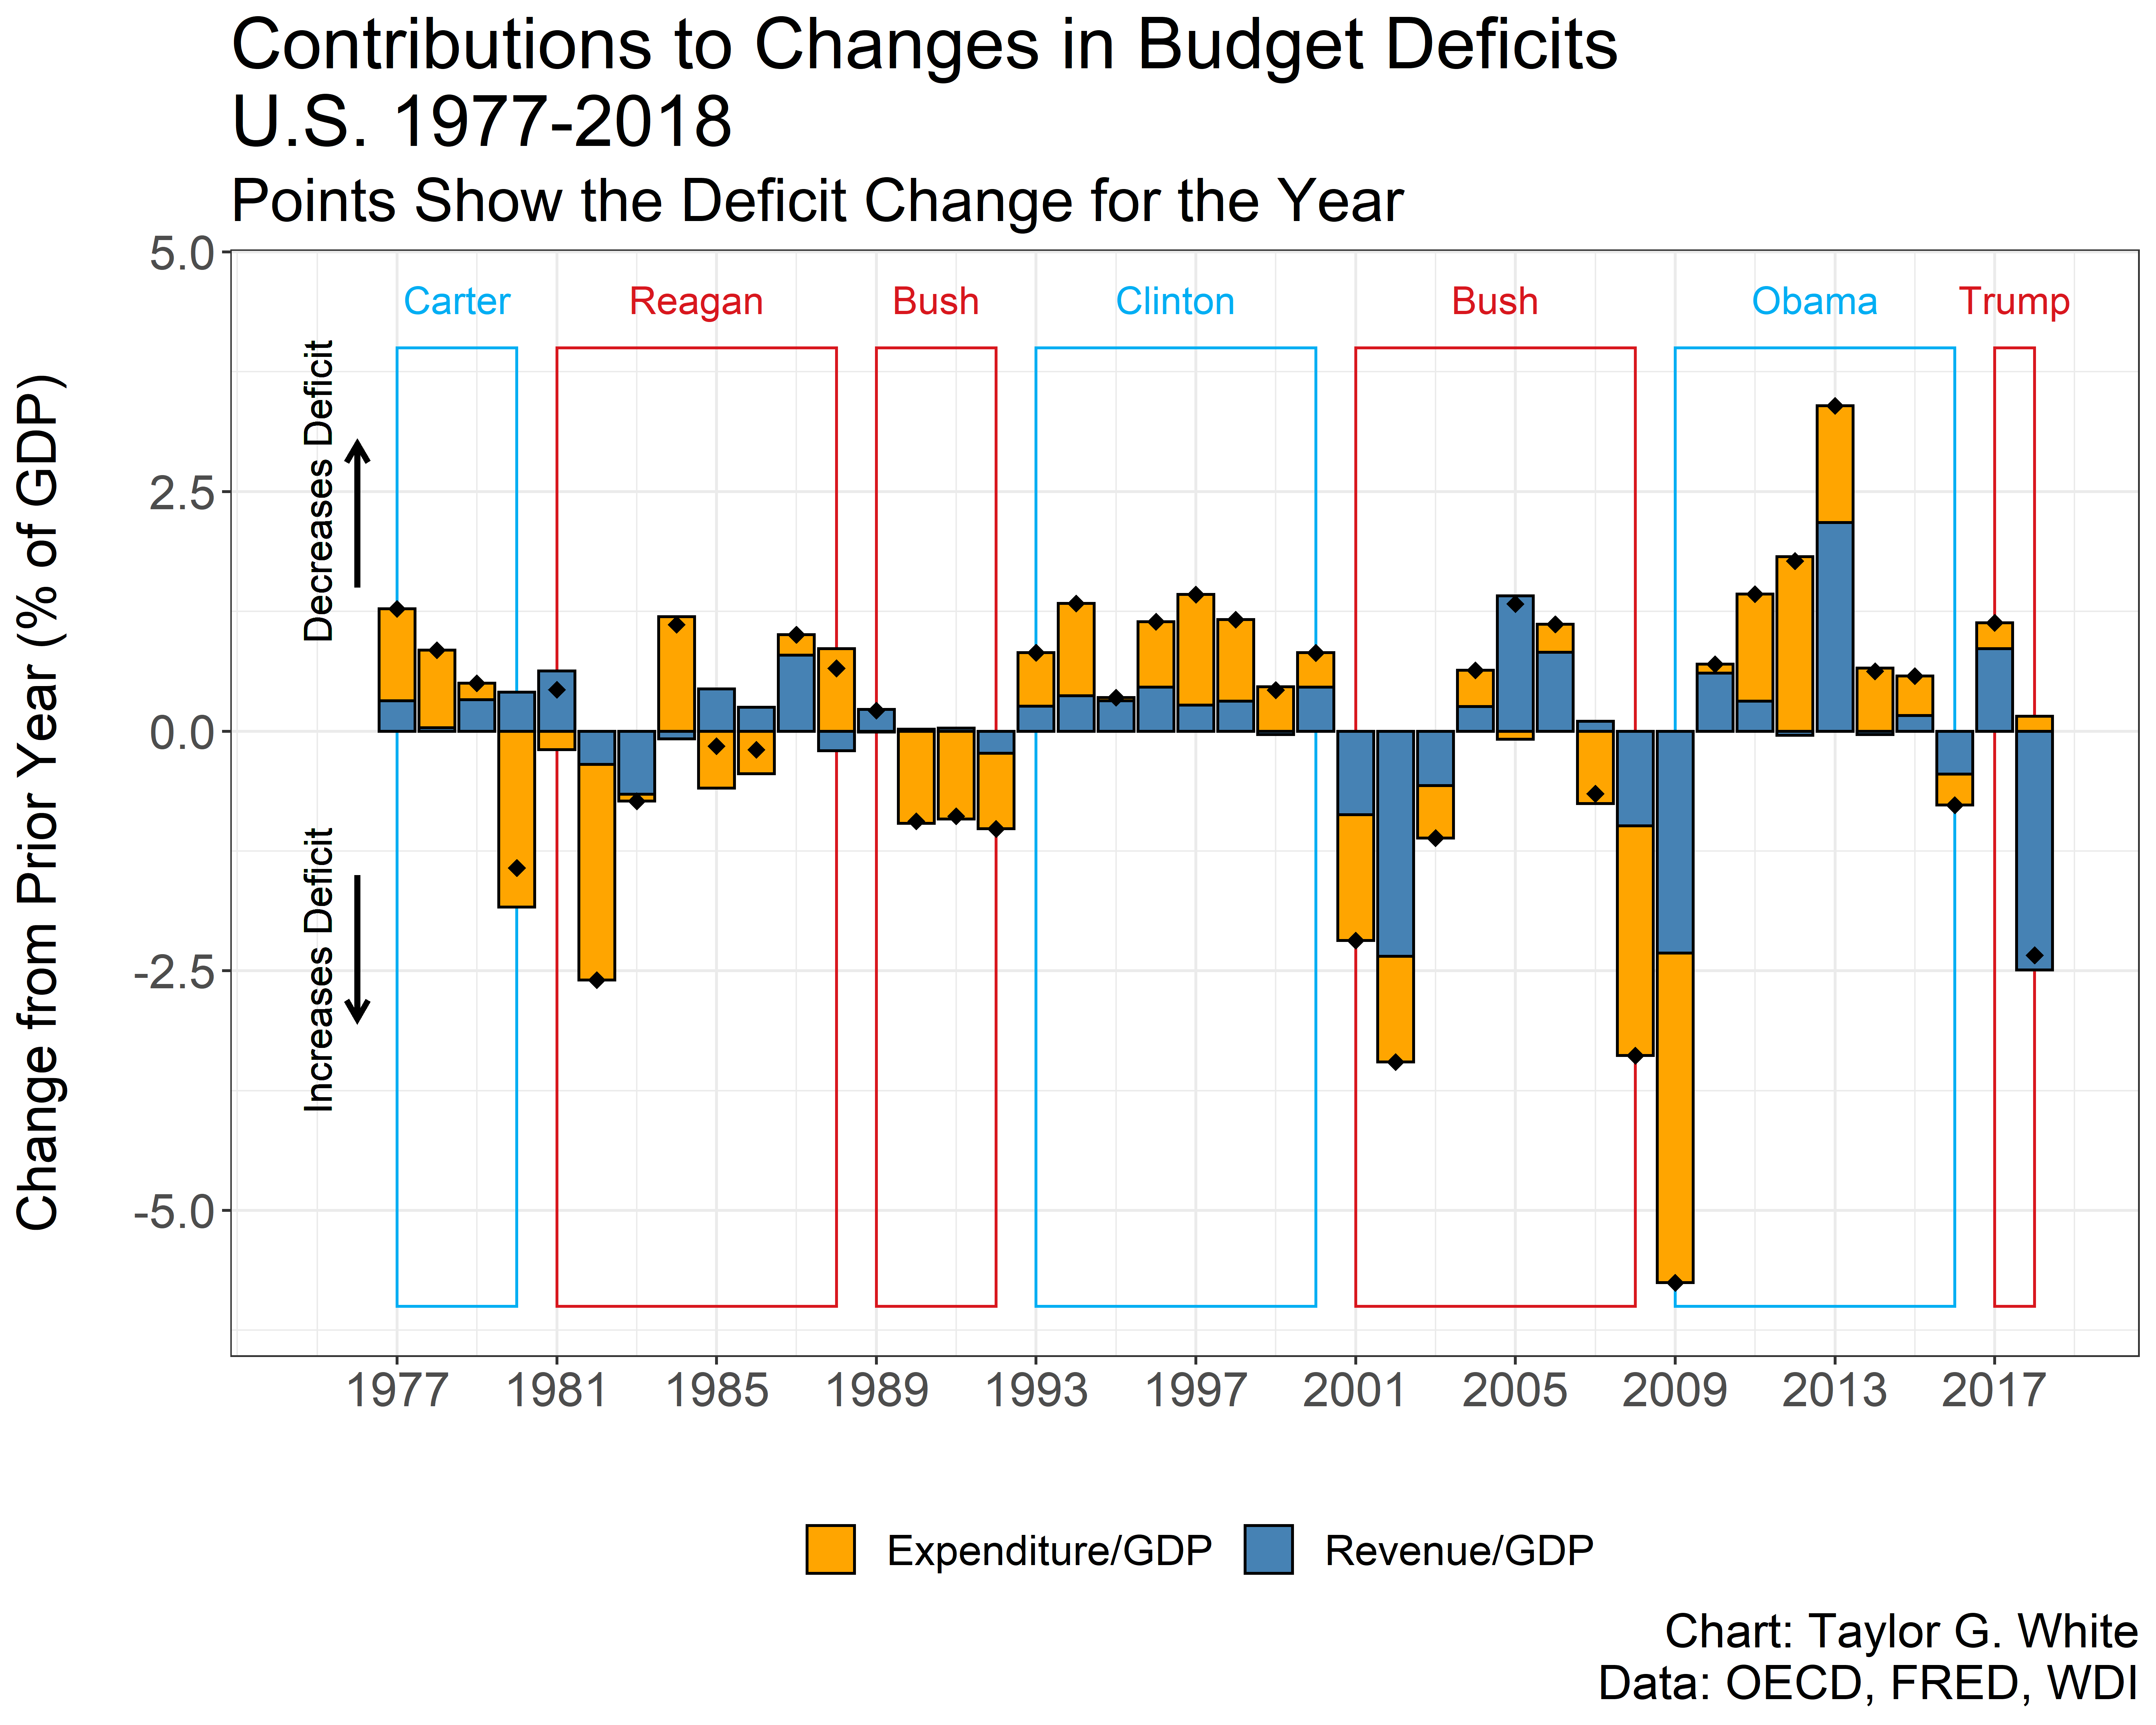 Contributions to Changes in Budget Deficits
U.S. 1977-2018
Points Show the Deficit Change for the Year
Change from Prior Year (% of GDP)
5.0
2.5
0.0
-2.5
-5.0
Carter
Reagan
Bush
Clinton
Bush
Obama
Trump
Decreases Deficit
Increases Deficit
1977
1981
1985
1989
1993
1997
2001
2005
2009
2013
2017
Expenditure/GDP
Revenue/GDP
Chart: Taylor G. White
Data: OECD, FRED, WDI